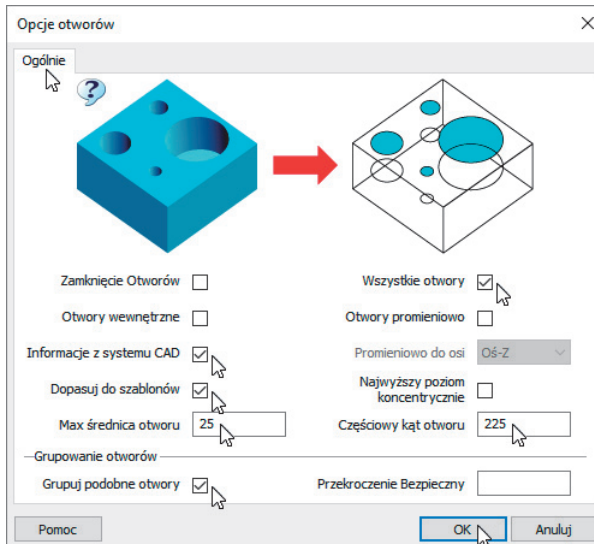 Opcje otworów
Ogólnie
Zamknięcie Otworów
Wszystkie otwory
Otwory wewnętrzne
Otwory promieniowo
Informacje z systemu CAD
Promieniowo do osi
Oś-Z
Dopasuj do szablonów
Najwyższy poziom
koncentrycznie
Max średnica otworu
25
Częściowy kąt otworu
225
Grupowanie otworów
Grupuj podobne otwory
Przekroczenie Bezpieczny
Pomoc
OK
Anuluj